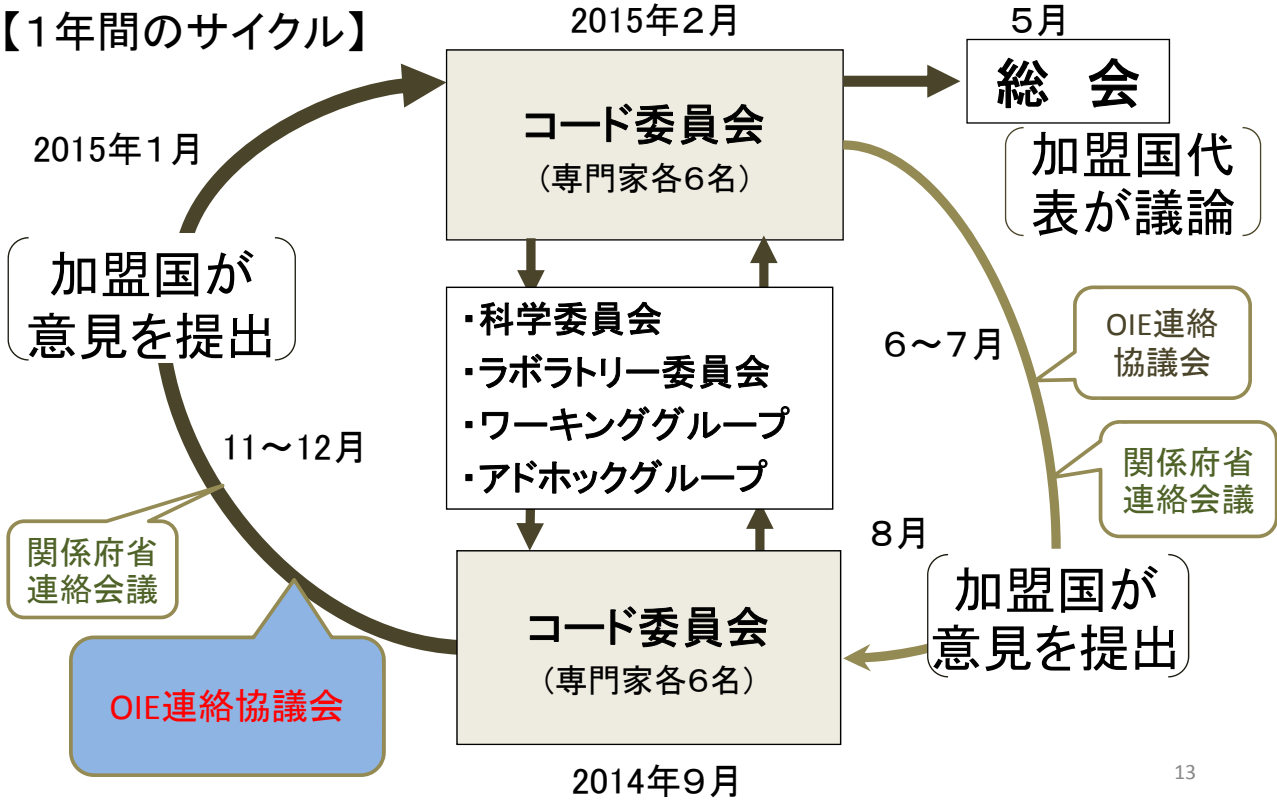 【１年間のサイクル】
2015年２月
５月
コード委員会
（専門家各６名）
総　会
加盟国代
表が議論
2015年１月
加盟国が
意見を提出
・科学委員会
・ラボラトリー委員会
・ワーキンググループ
・アドホックグループ
６～７月
OIE連絡
協議会
関係府省
連絡会議
11～12月
関係府省
連絡会議
OIE連絡協議会
８月
加盟国が
意見を提出
コード委員会
（専門家各６名）
2014年９月
13